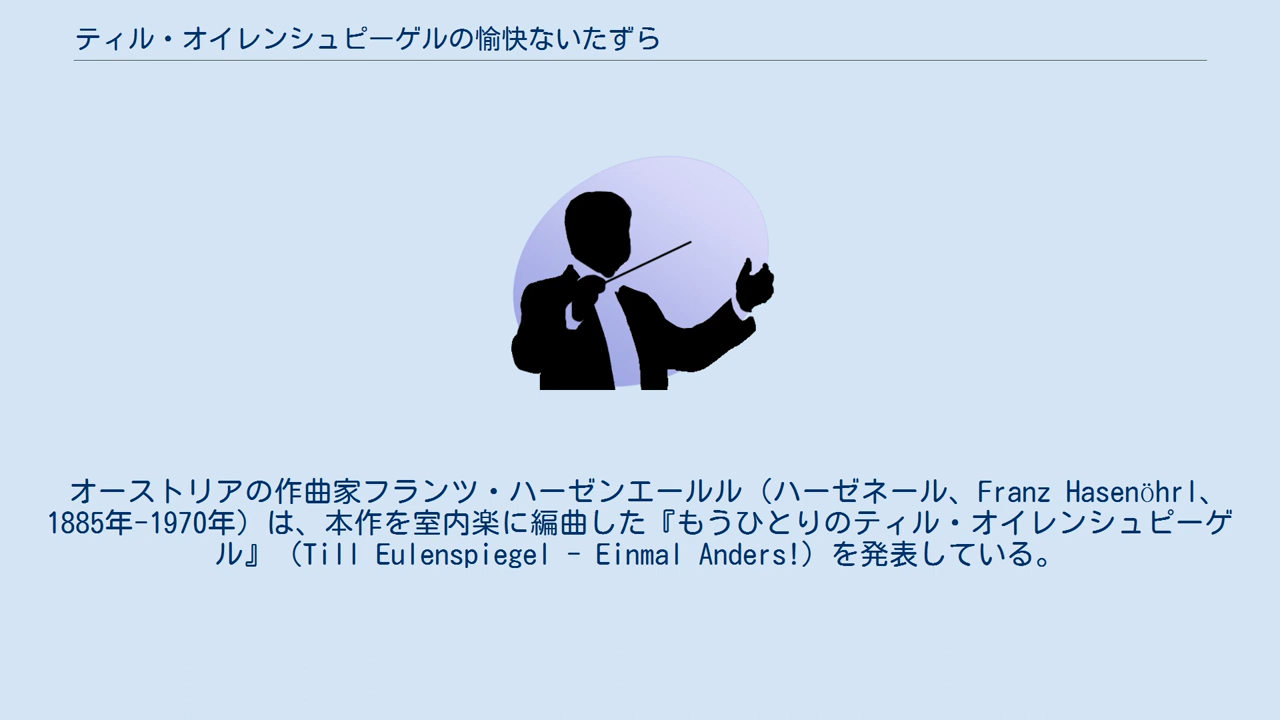 ティル・オイレンシュピーゲルの愉快ないたずら
オーストリアの作曲家フランツ・ハーゼンエールル（ハーゼネール、Franz Hasenöhrl、
1885年-1970年）は、本作を室内楽に編曲した『もうひとりのティル・オイレンシュピーゲ
ル』（Till Eulenspiegel - Einmal Anders!）を発表している。